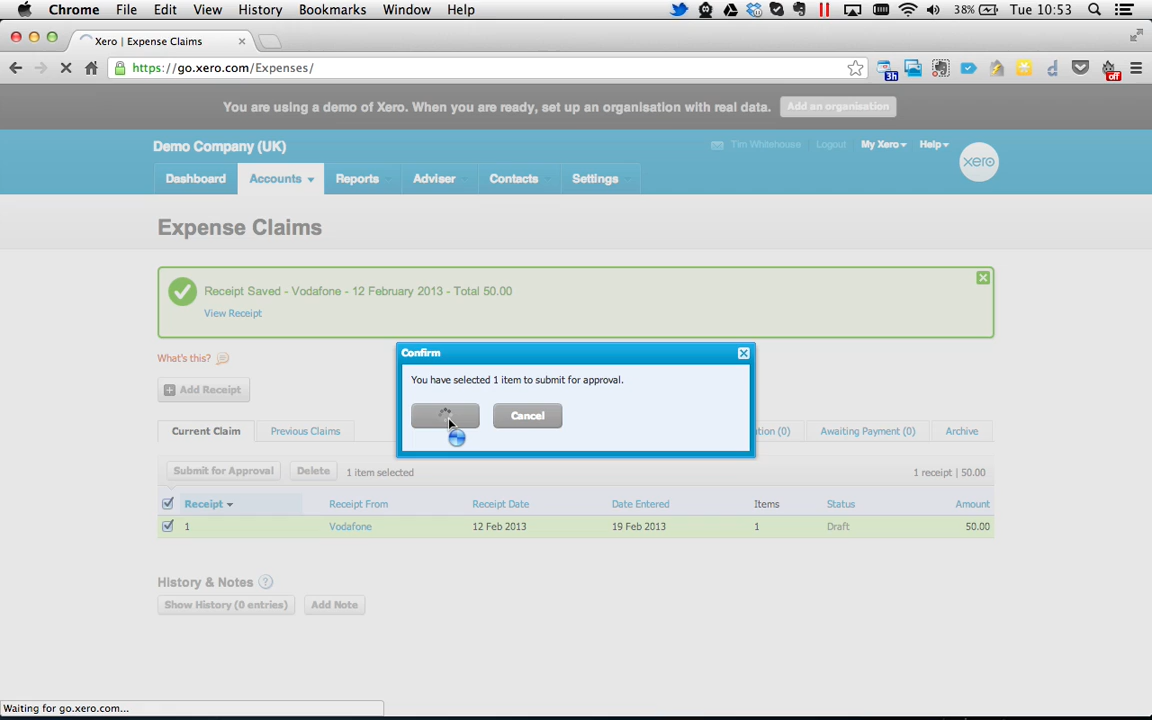 Chrome File Edit View History Bookmarks Window Help 38% Tue 10:53
Xero | Expense Claims
https://go.xero.com/Expenses/ 3h d off
You are using a demo of Xero. When you are ready, set up an organisation with real data. Add an organisation
Demo Company (UK) Tim Whitehouse Logout My Xero Help
xero
Dashboard Accounts Reports Adviser Contacts Settings
Expense Claims
Receipt Saved - Vodafone - 12 February 2013 - Total 50.00
View Receipt
Confirm
What's this?
You have selected 1 item to submit for approval.
Add Receipt
Cancel
Current Claim Previous Claims (0) Awaiting Payment (0) Archive
Submit for Approval Delete 1 item selected 1 receipt | 50.00
Receipt Receipt From Receipt Date Date Entered Items Status Amount
1 Vodafone 12 Feb 2013 19 Feb 2013 1 Draft 50.00
History & Notes ?
Show History (0 entries) Add Note
Waiting for go.xero.com...